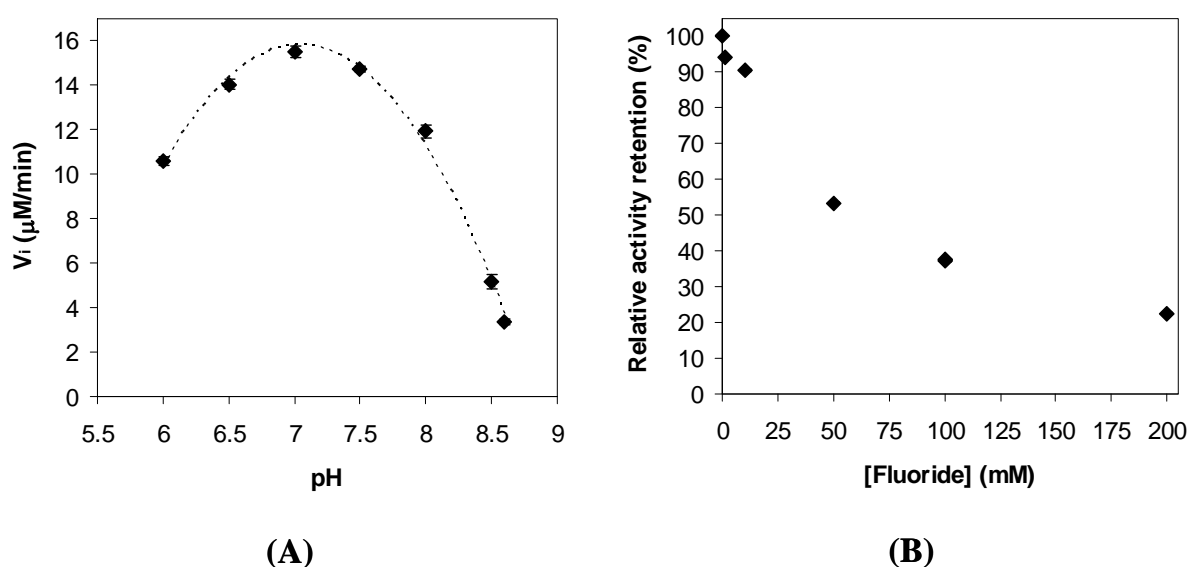 16
14
12
10
8
6
4
2
0
Vi (μM/min)
5.5 6 6.5 7 7.5 8 8.5 9
pH
(A)
100
90
80
70
60
50
40
30
20
10
0
Relative activity retention (%)
0 25 50 75 100 125 150 175 200
[Fluoride] (mM)
(B)